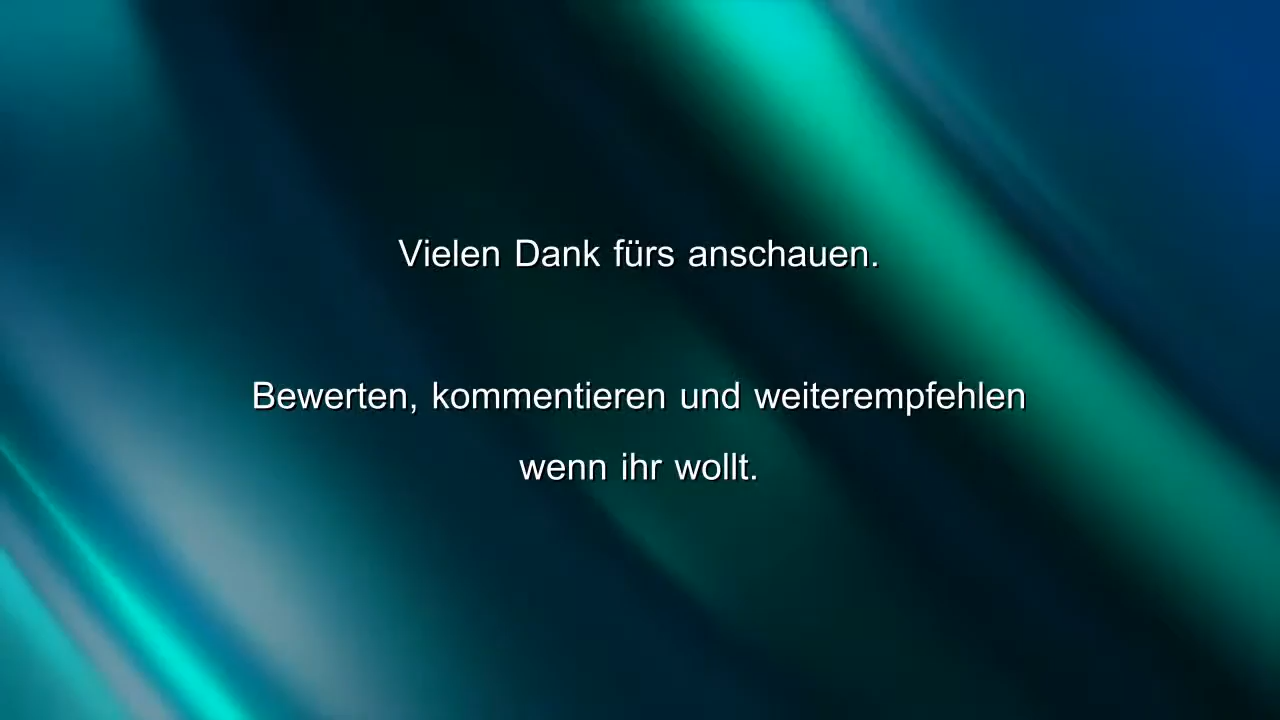 Vielen Dank fürs anschauen.
Bewerten, kommentieren und weiterempfehlen
wenn ihr wollt.